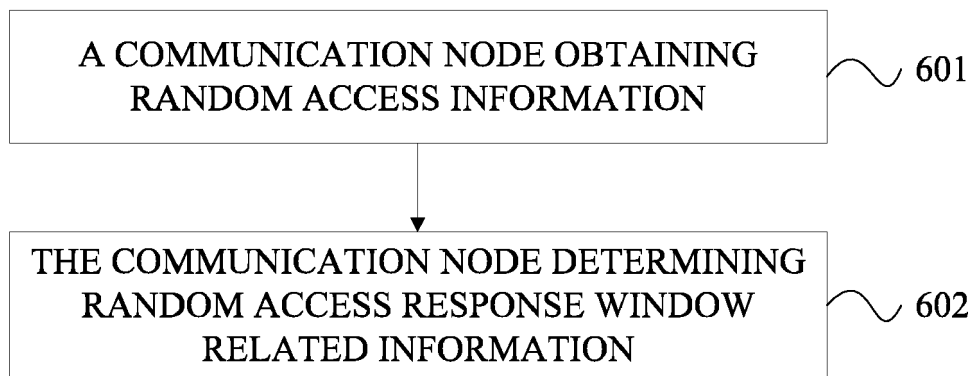 A COMMUNICATION NODE OBTAINING
RANDOM ACCESS INFORMATION
601
THE COMMUNICATION NODE DETERMINING
RANDOM ACCESS RESPONSE WINDOW
RELATED INFORMATION
602